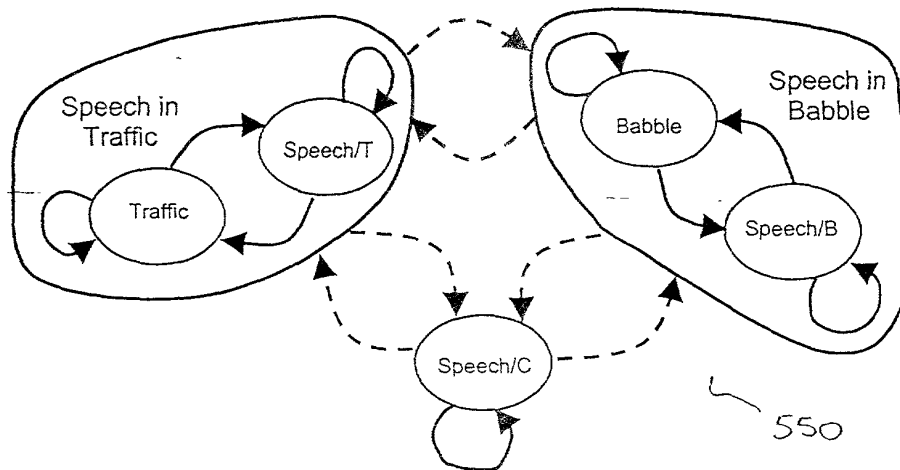 Speech in
Traffic
Speech/T
Traffic
Speech in
Babble
Babble
Speech/B
Speech/C
550